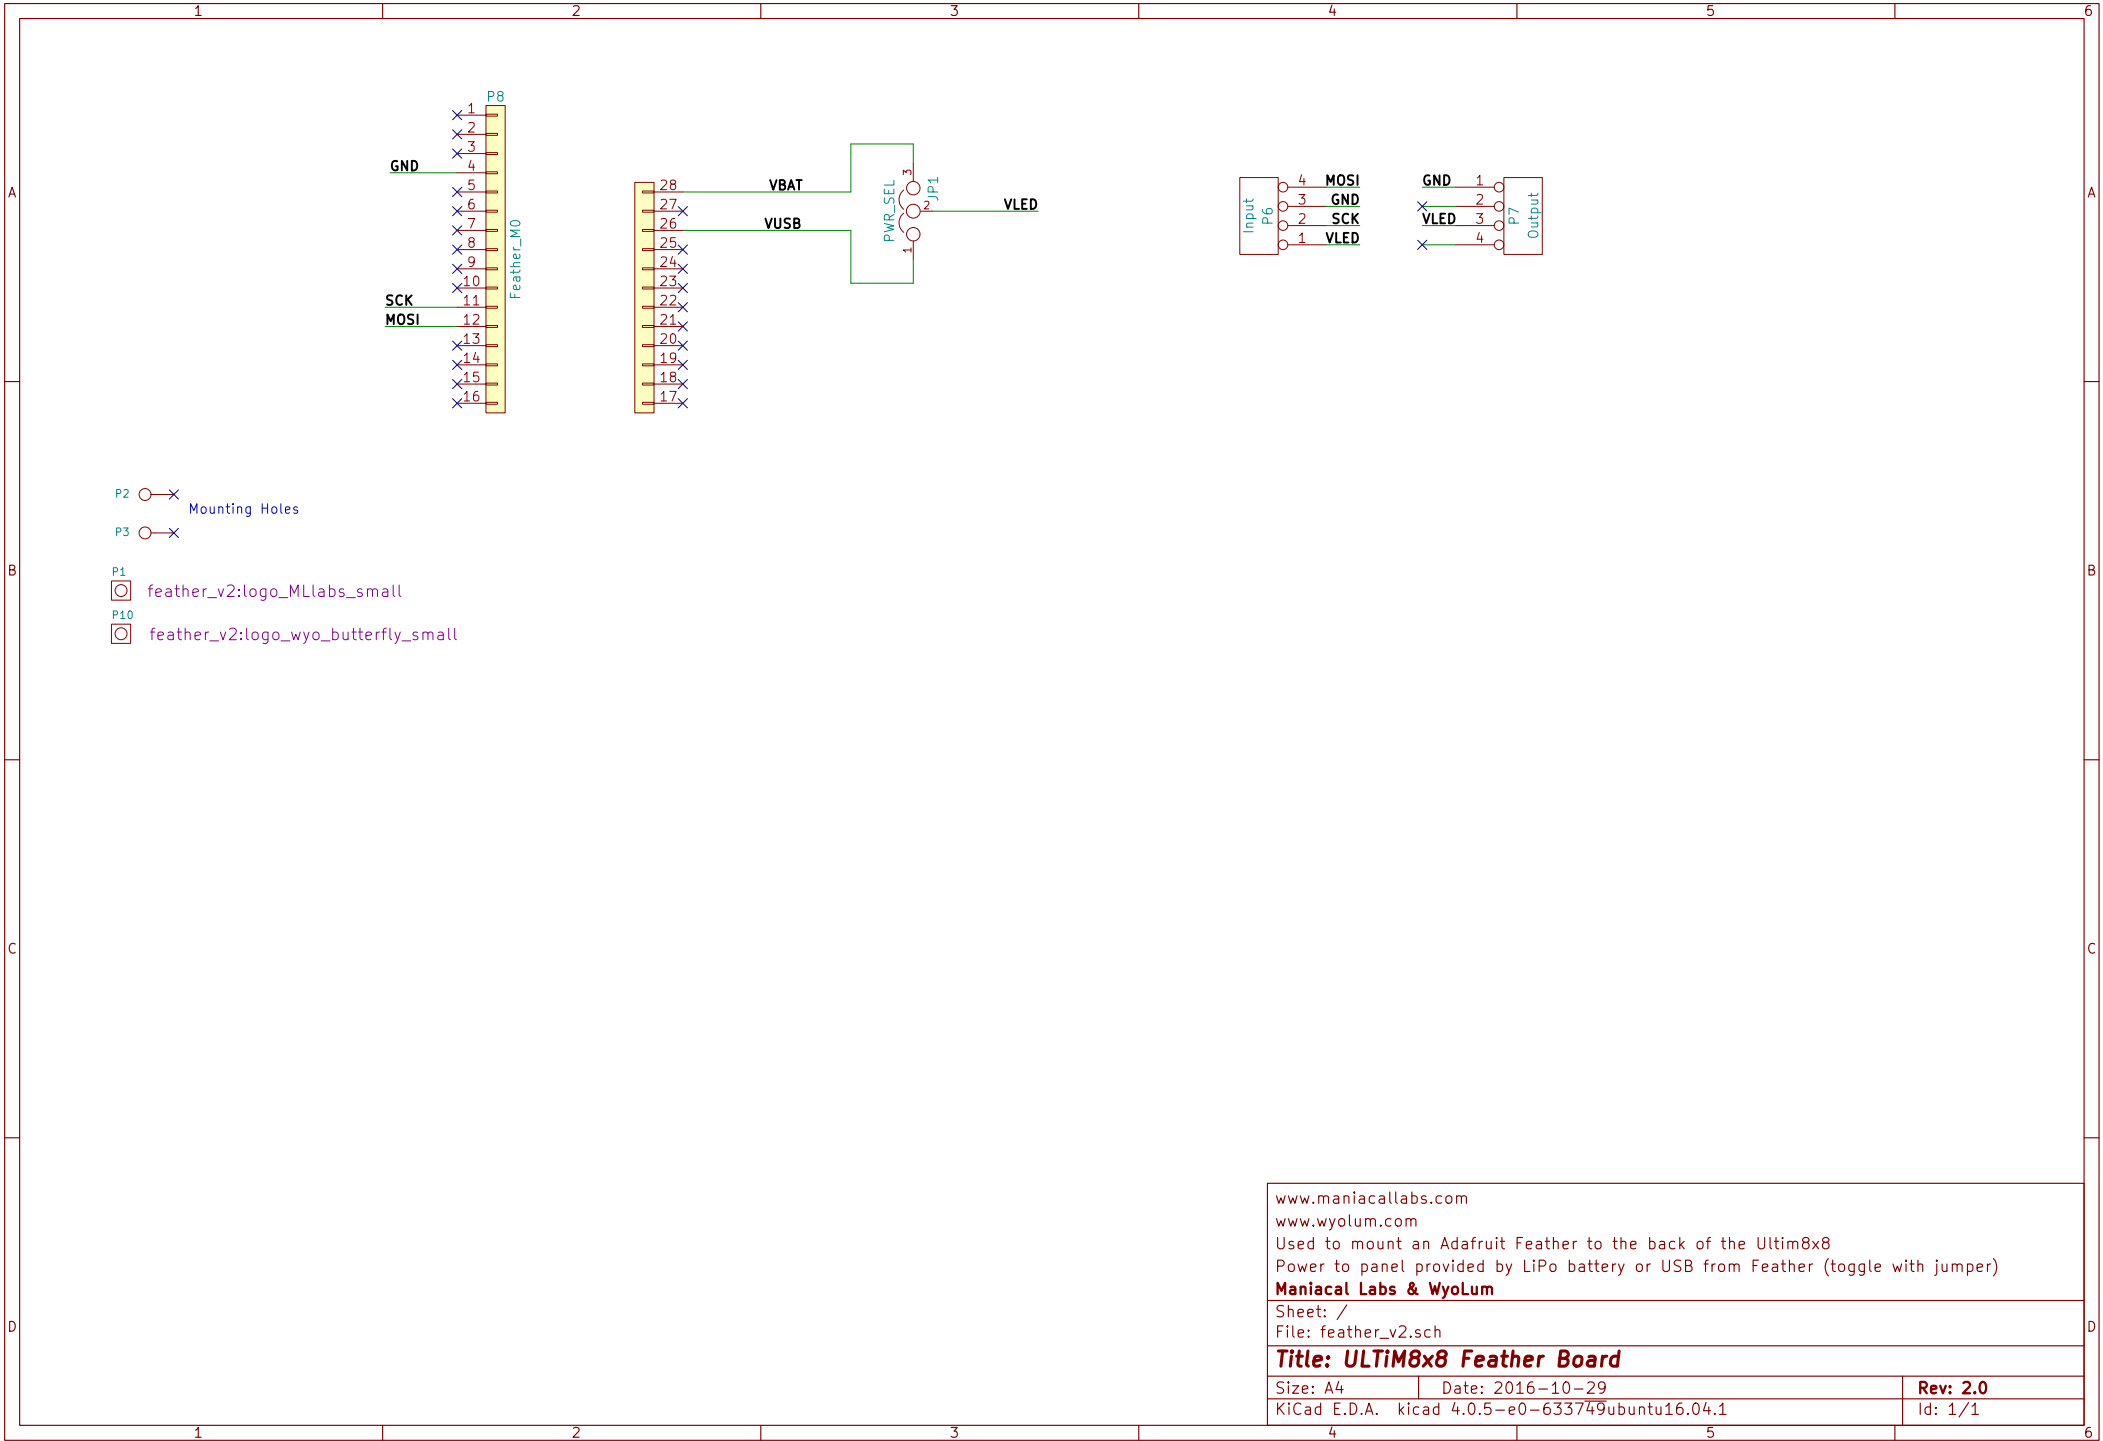 1 2 3 4 5 6
A A
B B
C C
D D
P8
1
2
3
GND 4
5
6
7
8
9
10
SCK 11
MOSI 12
13
14
15
16
Feather_M0
28 VBAT
27
26 VUSB
25
24
23
22
21
20
19
18
17
PWR_SEL
JP1
3
2 VLED
1
Input
P6
4 MOSI
3 GND
2 SCK
1 VLED
GND 1
2
VLED 3
4
P7
Output
P2
Mounting Holes
P3
P1
feather_v2:logo_MLlabs_small
P10
feather_v2:logo_wyo_butterfly_small
www.maniacallabs.com
www.wyolum.com
Used to mount an Adafruit Feather to the back of the Ultim8x8
Power to panel provided by LiPo battery or USB from Feather (toggle with jumper)
Maniacal Labs & WyoLum
Sheet: /
File: feather_v2.sch
Title: ULTiM8x8 Feather Board
Size: A4 Date: 2016-10-29 Rev: 2.0
KiCad E.D.A. kicad 4.0.5-e0-633749ubuntu16.04.1 Id: 1/1
1 2 3 4 5 6